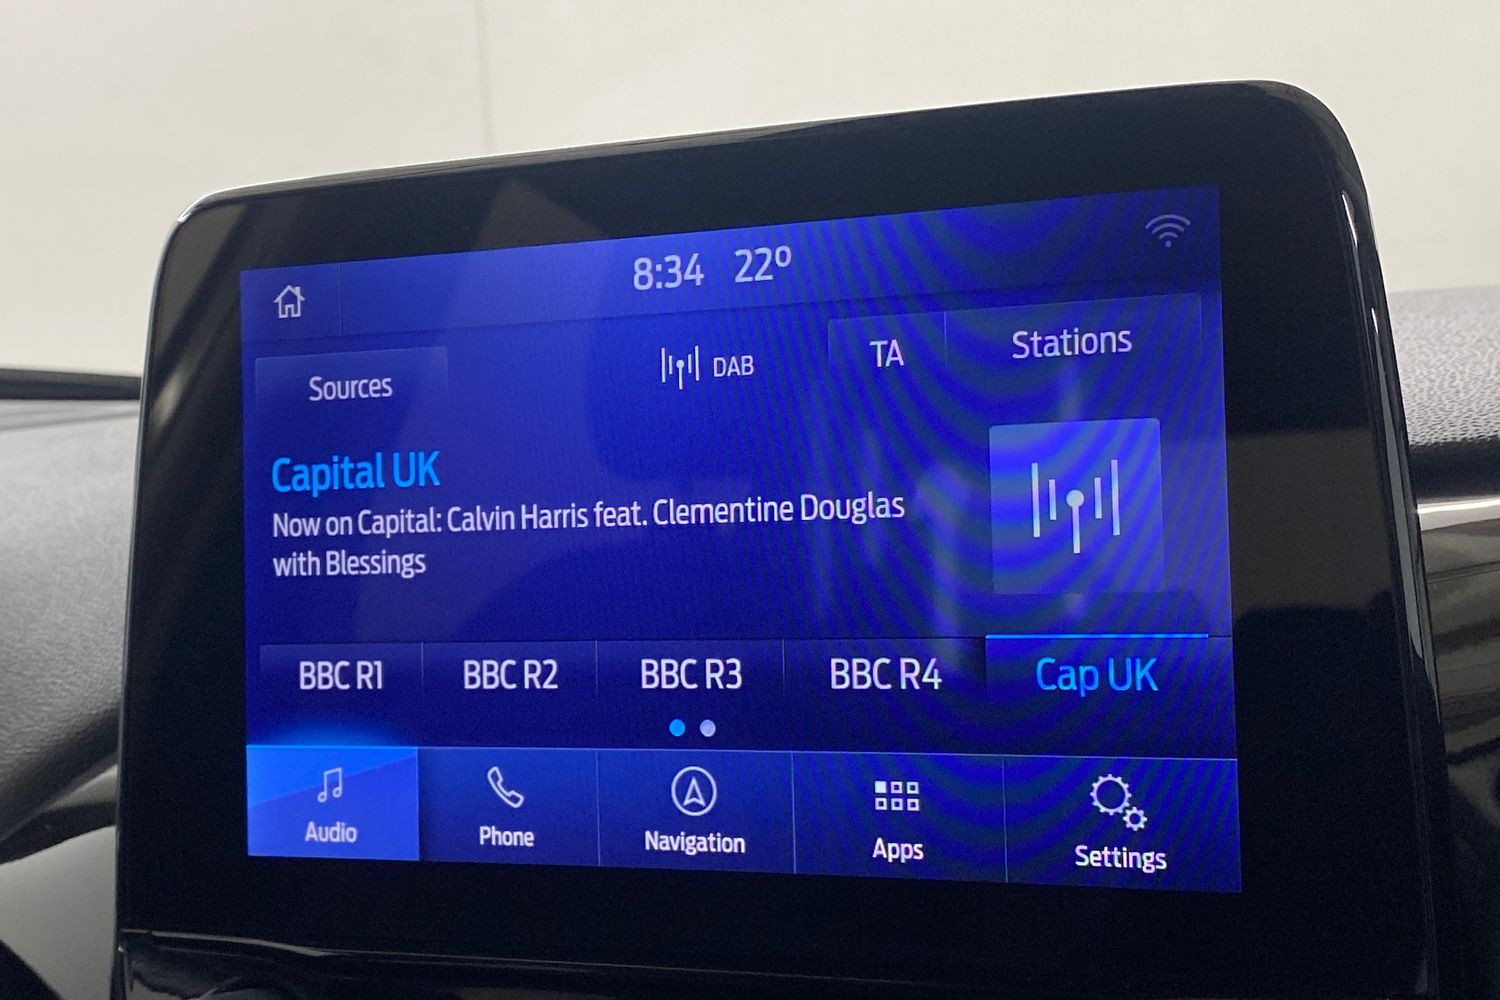 8:34 22º
Sources
DAB
TA
Stations
Capital UK
Now on Capital: Calvin Harris feat. Clementine Douglas
with Blessings
BBC R1
BBC R2
BBC R3
BBC R4
Cap UK
Audio
Phone
Navigation
Apps
Settings